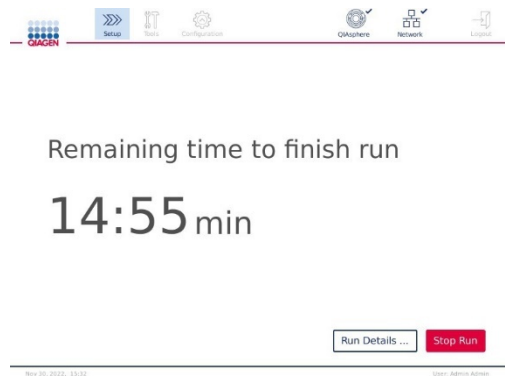 QIAGEN
Setup
Tools
Configuration
QIAsphere
Network
Logout
Remaining time to finish run
14:55 min
Run Details ...
Stop Run
Nov 30, 2022, 15:32
User: Admin Admin